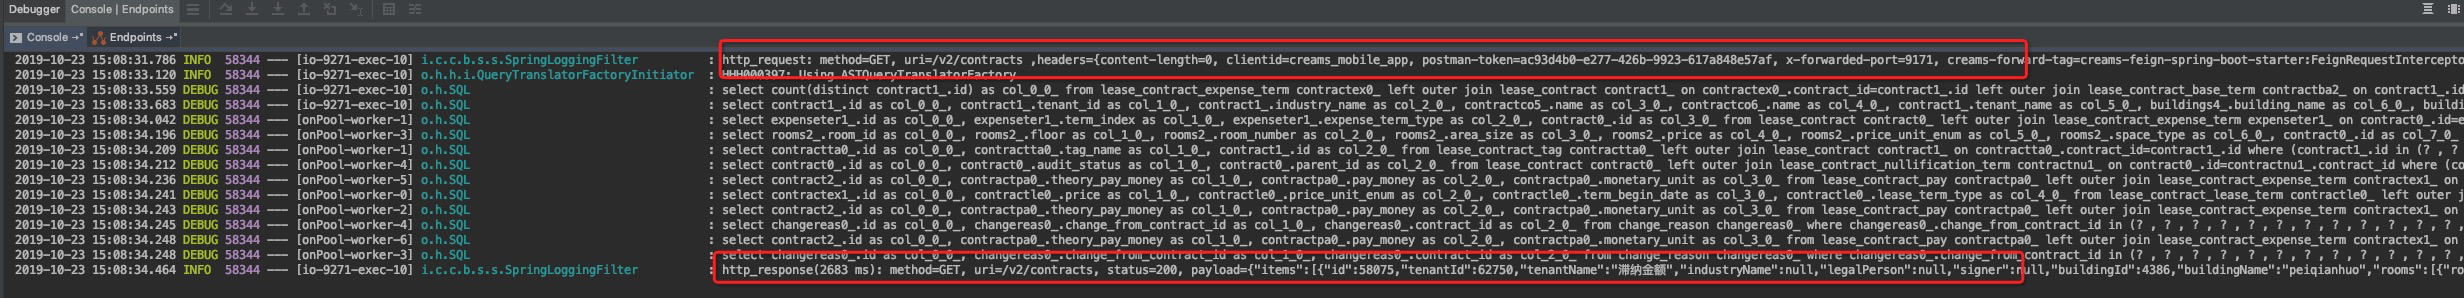 Debugger Console | Endpoints
Console →" Endpoints →"
2019-10-23 15:08:31.786 INFO 58344 --- [io-9271-exec-10] i.c.c.b.s.s.SpringLoggingFilter : http_request: method=GET, uri=/v2/contracts ,headers={content-length=0, clientid=creams_mobile_app, postman-token=ac93d4b0-e277-426b-9923-617a848e57af, x-forwarded-port=9171, creams-forward-tag=creams-feign-spring-boot-starter:FeignRequestIntercepto
2019-10-23 15:08:33.120 INFO 58344 --- [io-9271-exec-10] o.h.h.i.QueryTranslatorFactoryInitiator : HHH000397: Using ASTQueryTranslatorFactory
2019-10-23 15:08:33.559 DEBUG 58344 --- [io-9271-exec-10] o.h.SQL : select count(distinct contract1_.id) as col_0_0_ from lease_contract_expense_term contractex0_ left outer join lease_contract contract1_ on contractex0_.contract_id=contract1_.id left outer join lease_contract_base_term contractba2_ on contract1_.id
2019-10-23 15:08:33.683 DEBUG 58344 --- [io-9271-exec-10] o.h.SQL : select contract1_.id as col_0_0_, contract1_.tenant_id as col_1_0_, contract1_.industry_name as col_2_0_, contractco5_.name as col_3_0_, contractco6_.name as col_4_0_, contract1_.tenant_name as col_5_0_, buildings4_.building_name as col_6_0_, buildin
2019-10-23 15:08:34.042 DEBUG 58344 --- [onPool-worker-1] o.h.SQL : select expenseter1_.id as col_0_0_, expenseter1_.term_index as col_1_0_, expenseter1_.expense_term_type as col_2_0_, contract0_.id as col_3_0_ from lease_contract contract0_ left outer join lease_contract_expense_term expenseter1_ on contract0_.id=e
2019-10-23 15:08:34.196 DEBUG 58344 --- [onPool-worker-3] o.h.SQL : select rooms2_.room_id as col_0_0_, rooms2_.floor as col_1_0_, rooms2_.room_number as col_2_0_, rooms2_.area_size as col_3_0_, rooms2_.price as col_4_0_, rooms2_.price_unit_enum as col_5_0_, rooms2_.space_type as col_6_0_, contract0_.id as col_7_0_
2019-10-23 15:08:34.209 DEBUG 58344 --- [onPool-worker-1] o.h.SQL : select contractta0_.id as col_0_0_, contractta0_.tag_name as col_1_0_, contract1_.id as col_2_0_ from lease_contract_tag contractta0_ left outer join lease_contract contract1_ on contractta0_.contract_id=contract1_.id where (contract1_.id in (? , ?
2019-10-23 15:08:34.212 DEBUG 58344 --- [onPool-worker-4] o.h.SQL : select contract0_.id as col_0_0_, contract0_.audit_status as col_1_0_, contract0_.parent_id as col_2_0_ from lease_contract contract0_ left outer join lease_contract_nullification_term contractnu1_ on contract0_.id=contractnu1_.contract_id where (co
2019-10-23 15:08:34.236 DEBUG 58344 --- [onPool-worker-5] o.h.SQL : select contract2_.id as col_0_0_, contractpa0_.theory_pay_money as col_1_0_, contractpa0_.pay_money as col_2_0_, contractpa0_.monetary_unit as col_3_0_ from lease_contract_pay contractpa0_ left outer join lease_contract_expense_term contractex1_ on
2019-10-23 15:08:34.241 DEBUG 58344 --- [onPool-worker-0] o.h.SQL : select contractex1_.id as col_0_0_, contractle0_.price as col_1_0_, contractle0_.price_unit_enum as col_2_0_, contractle0_.term_begin_date as col_3_0_, contractle0_.lease_term_type as col_4_0_ from lease_contract_lease_term contractle0_ left outer j
2019-10-23 15:08:34.243 DEBUG 58344 --- [onPool-worker-2] o.h.SQL : select contract2_.id as col_0_0_, contractpa0_.theory_pay_money as col_1_0_, contractpa0_.pay_money as col_2_0_, contractpa0_.monetary_unit as col_3_0_ from lease_contract_pay contractpa0_ left outer join lease_contract_expense_term contractex1_ on
2019-10-23 15:08:34.245 DEBUG 58344 --- [onPool-worker-4] o.h.SQL : select changereas0_.id as col_0_0_, changereas0_.change_from_contract_id as col_1_0_, changereas0_.contract_id as col_2_0_ from change_reason changereas0_ where changereas0_.change_from_contract_id in (? , ? , ? , ? , ? , ? , ? , ? , ? , ? , ? , ?
2019-10-23 15:08:34.248 DEBUG 58344 --- [onPool-worker-6] o.h.SQL : select contract2_.id as col_0_0_, contractpa0_.theory_pay_money as col_1_0_, contractpa0_.pay_money as col_2_0_, contractpa0_.monetary_unit as col_3_0_ from lease_contract_pay contractpa0_ left outer join lease_contract_expense_term contractex1_ on
2019-10-23 15:08:34.248 DEBUG 58344 --- [onPool-worker-3] o.h.SQL : select changereas0_.id as col_0_0_, changereas0_.change_from_contract_id as col_1_0_, changereas0_.contract_id as col_2_0_ from change_reason changereas0_ where changereas0_.change_from_contract_id in (? , ? , ? , ? , ? , ? , ? , ? , ? , ? , ? , ?
2019-10-23 15:08:34.464 INFO 58344 --- [io-9271-exec-10] i.c.c.b.s.s.SpringLoggingFilter : http_response(2683 ms): method=GET, uri=/v2/contracts, status=200, payload={"items":[{"id":58075,"tenantId":62750,"tenantName":"滞纳金额","industryName":null,"legalPerson":null,"signer":null,"buildingId":4386,"buildingName":"peiqianhuo","rooms":[{"ro